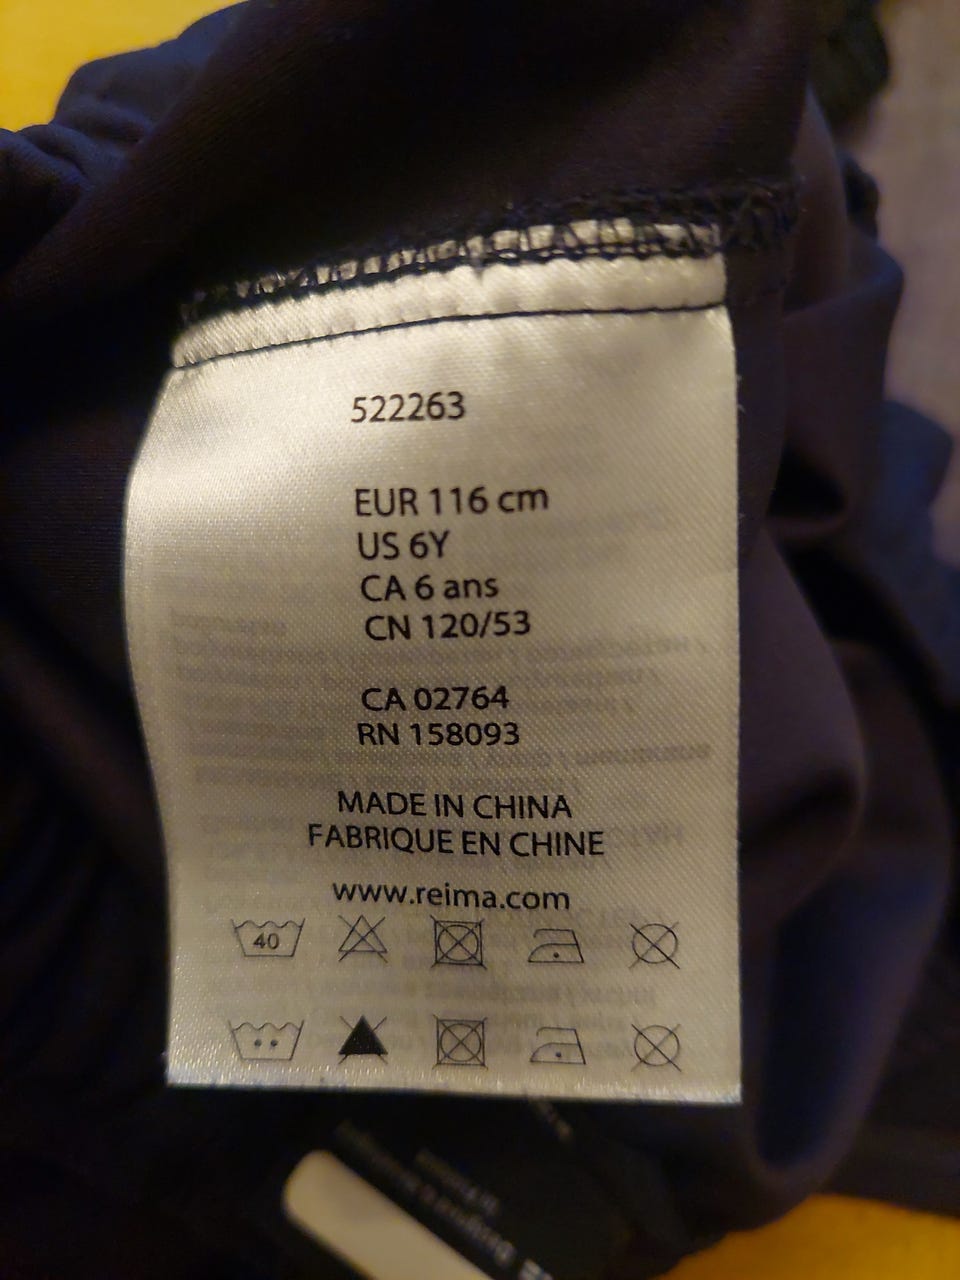 522263
EUR 116 cm
US 6Y
CA 6 ans
CN 120/53
CA 02764
RN 158093
MADE IN CHINA
FABRIQUE EN CHINE
www.reima.com
40